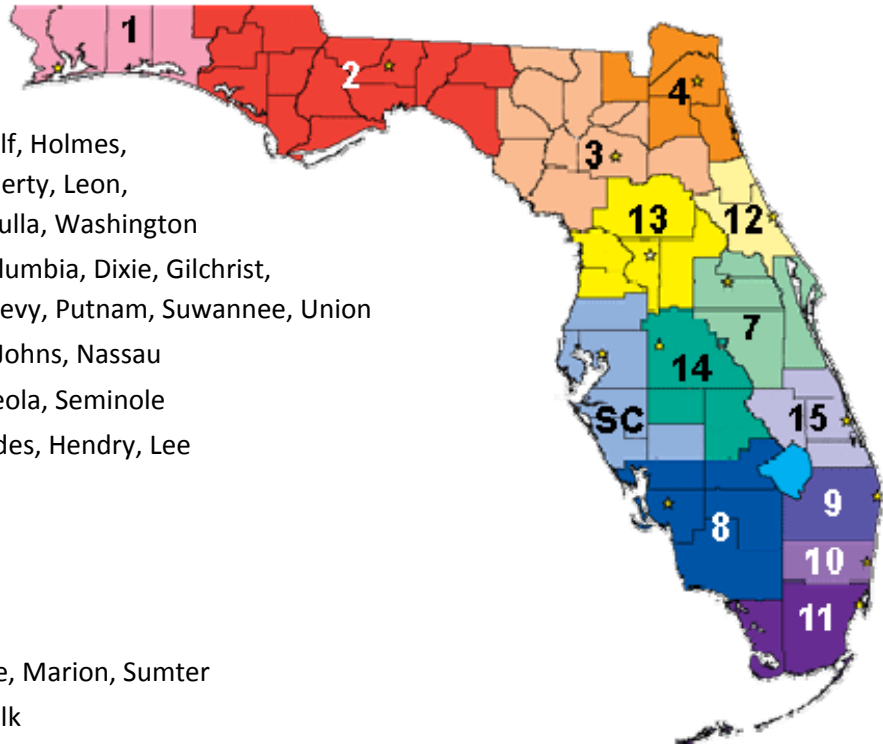 1
2
4
lf, Holmes,
3
erty, Leon,
ulla, Washington
13
12
lumbia, Dixie, Gilchrist,
evy, Putnam, Suwannee, Union
7
Johns, Nassau
14
eola, Seminole
15
SC
des, Hendry, Lee
9
8
10
11
e, Marion, Sumter
lk